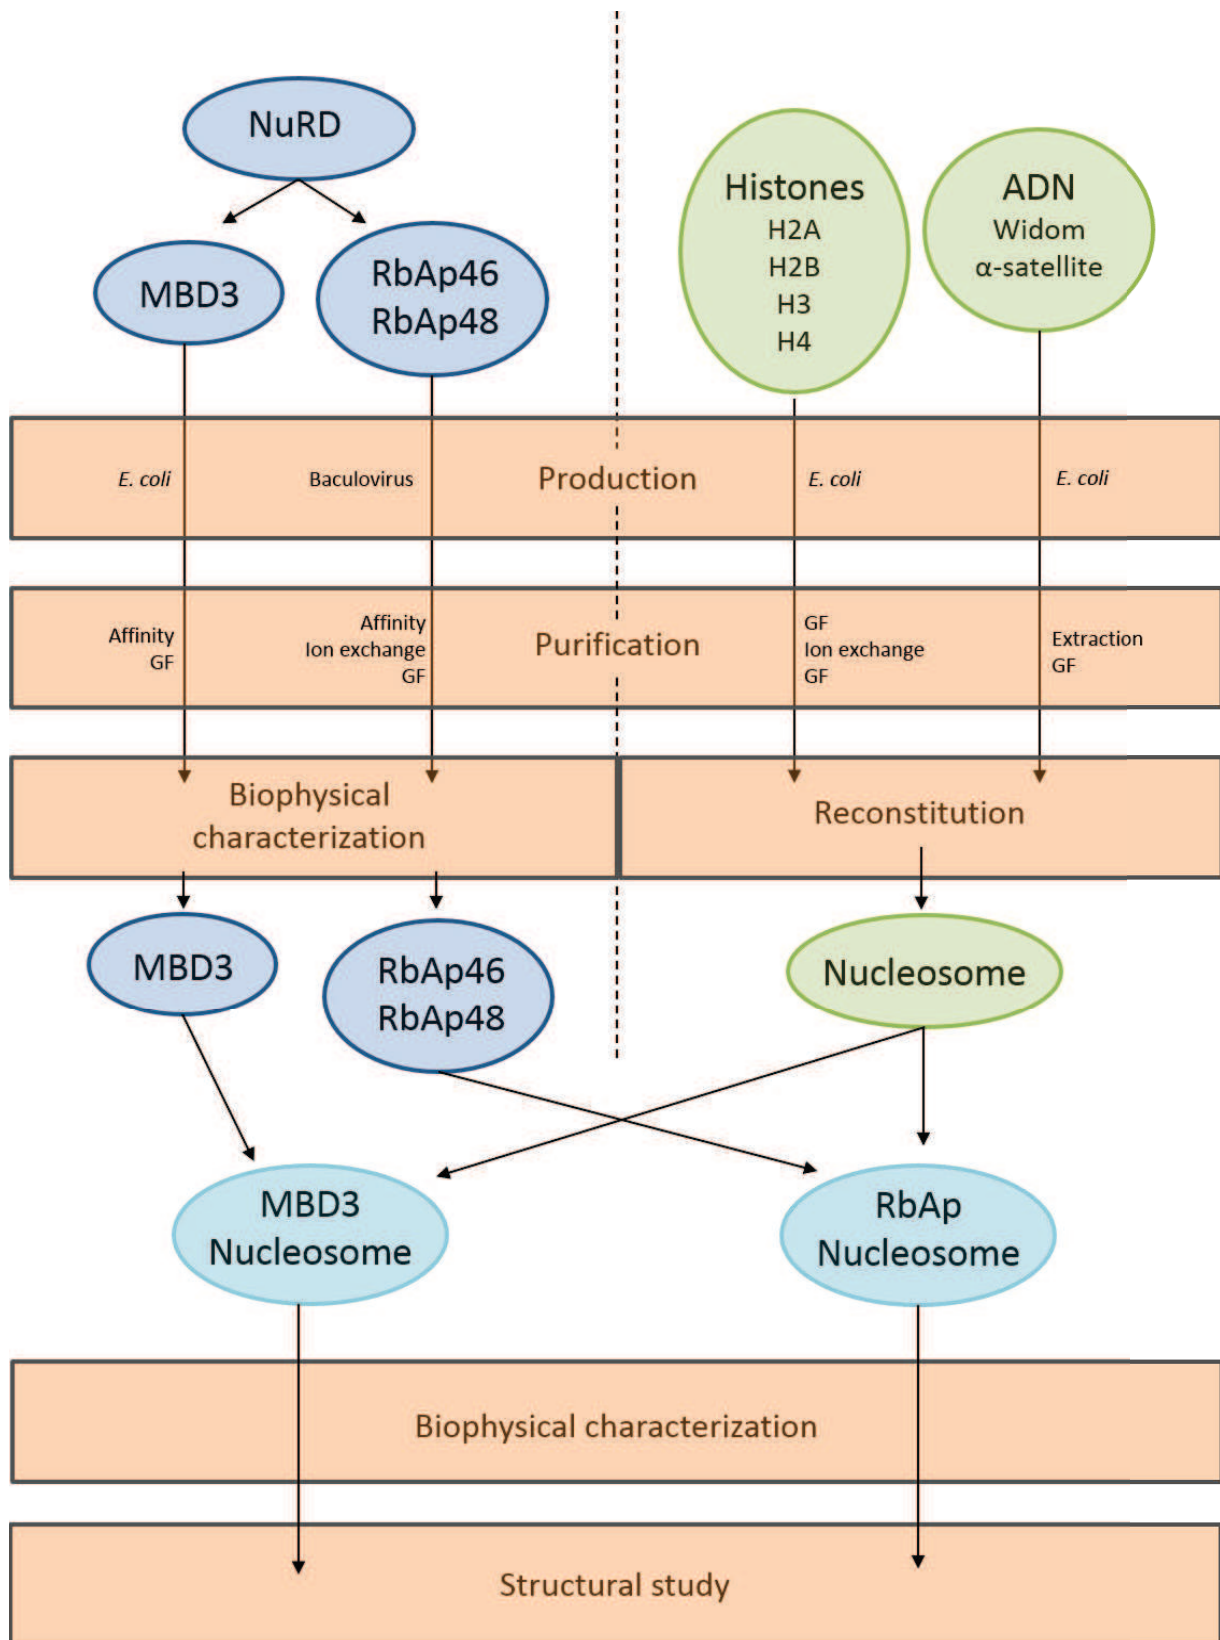 NuRD
MBD3
RbAp46
RbAp48
Histones
H2A
H2B
H3
H4
ADN
Widom
α-satellite
E. coli
Baculovirus
Production
E. coli
E. coli
Affinity
GF
Affinity
Ion exchange
GF
Purification
GF
Ion exchange
GF
Extraction
GF
Biophysical
characterization
Reconstitution
MBD3
RbAp46
RbAp48
Nucleosome
MBD3
Nucleosome
RbAp
Nucleosome
Biophysical characterization
Structural study